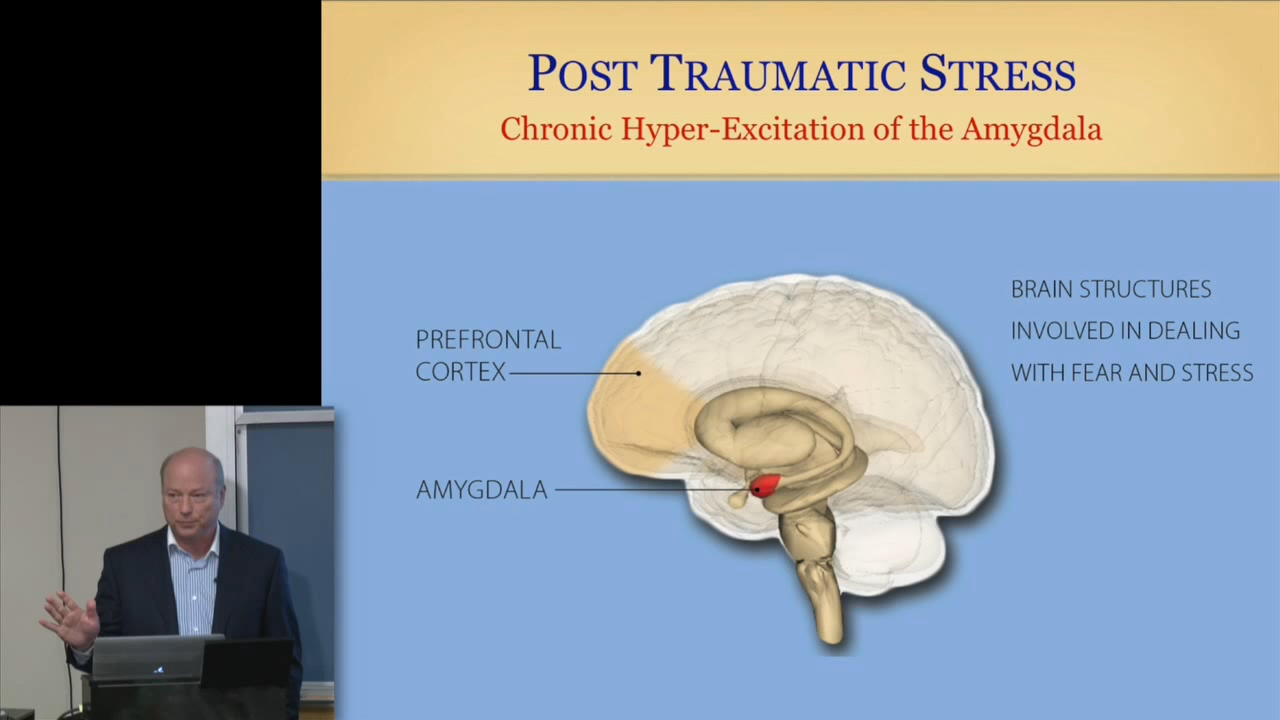 POST TRAUMATIC STRESS
Chronic Hyper-Excitation of the Amygdala
PREFRONTAL
CORTEX
AMYGDALA
BRAIN STRUCTURES
INVOLVED IN DEALING
WITH FEAR AND STRESS